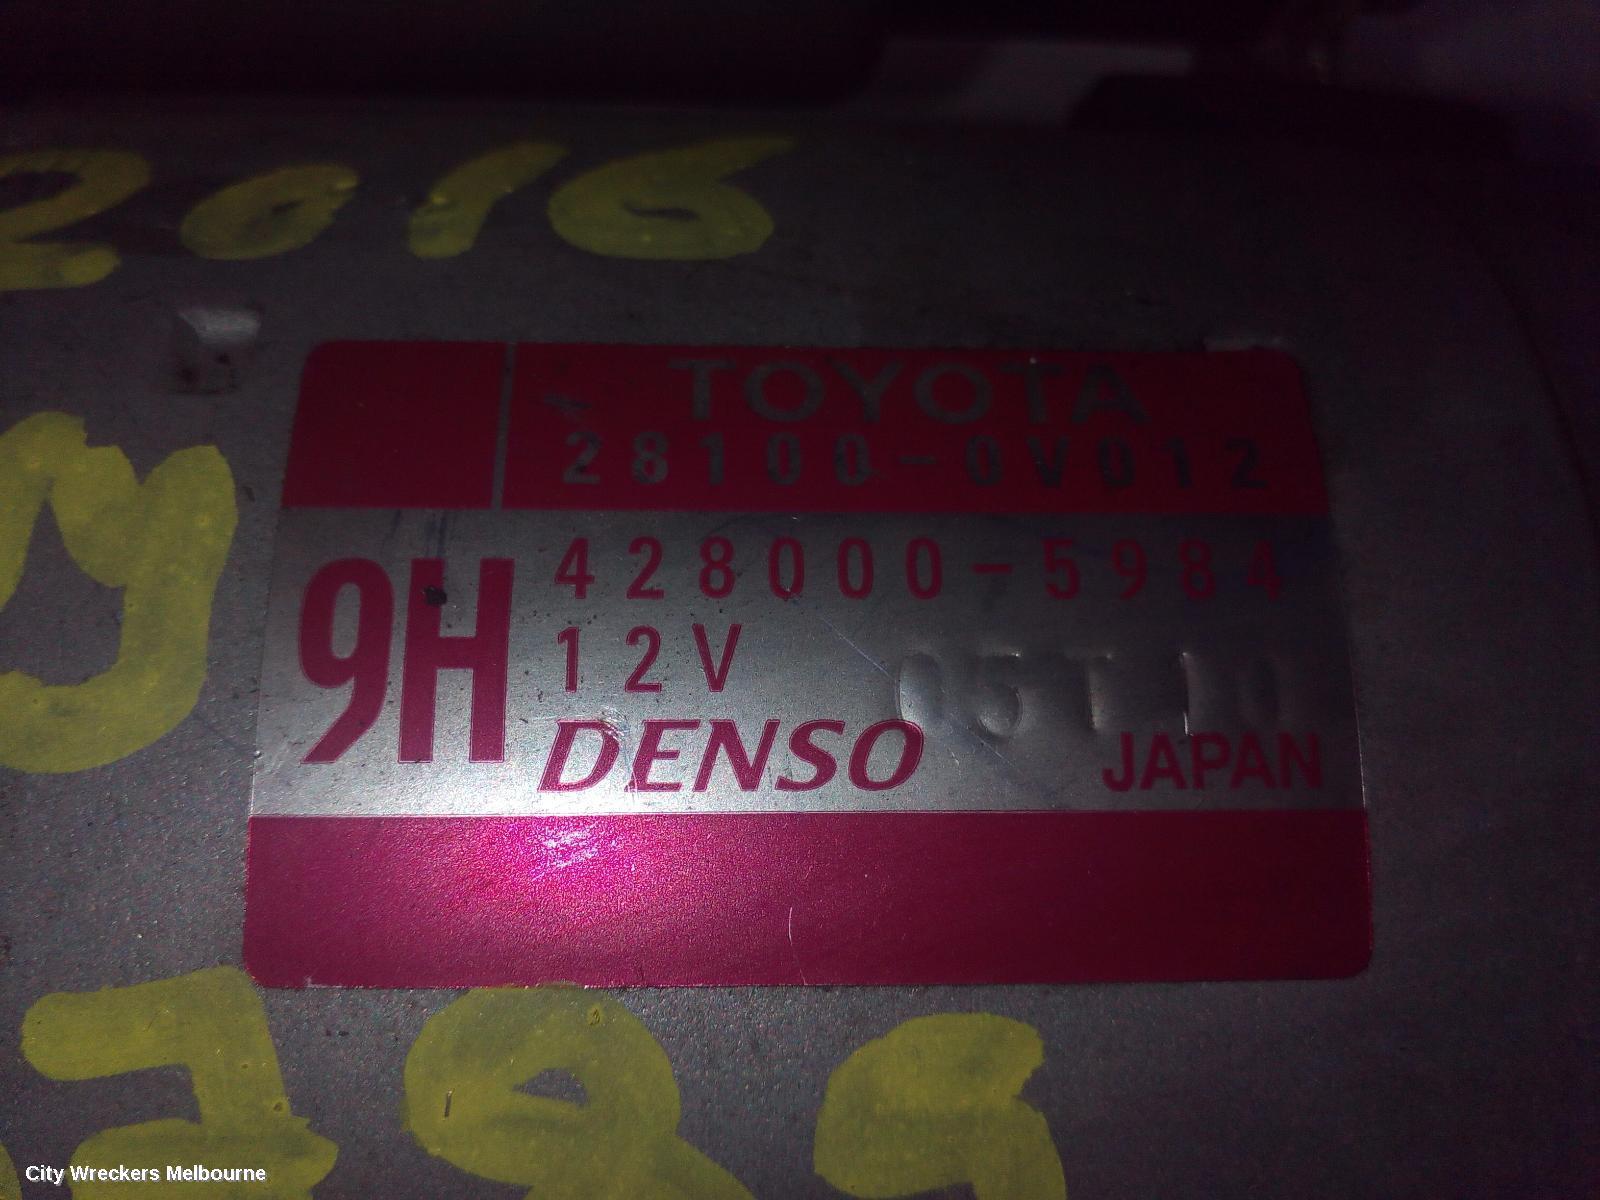 2016
TOYOTA
28100-0V012
9H
428000-5984
12V
DENSO
JAPAN
City Wreckers Melbourne